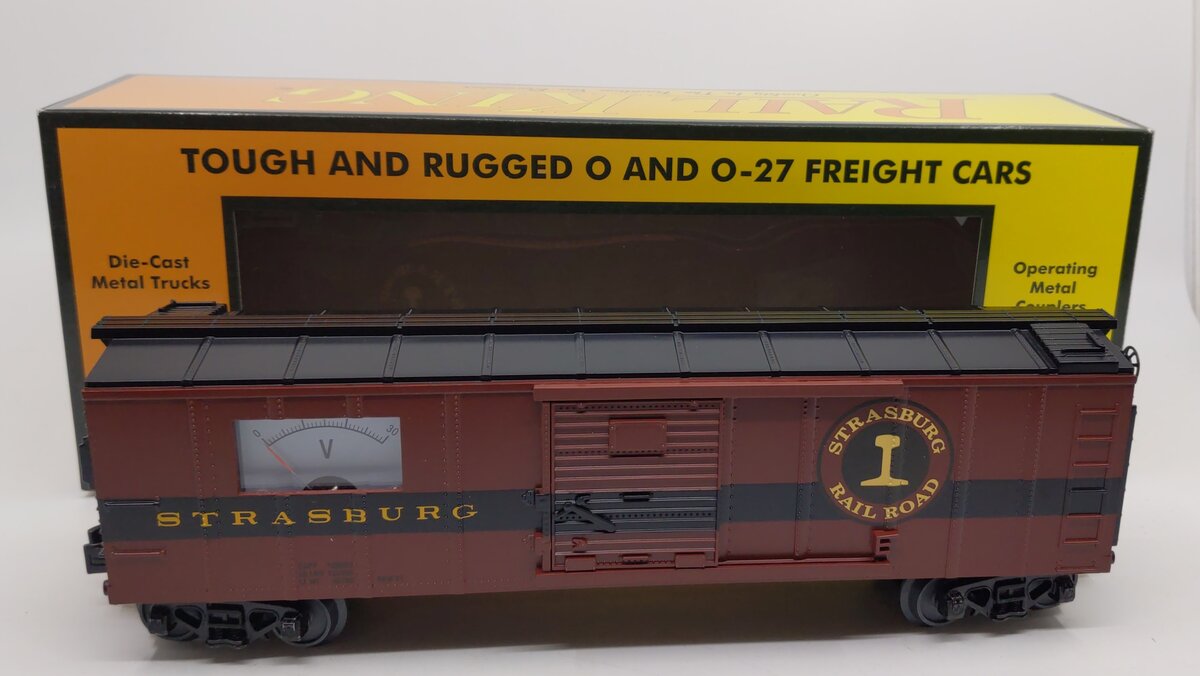 RAIL KING
TOUGH AND RUGGED O AND O-27 FREIGHT CARS
Die-Cast
Metal Trucks
Operating
Metal
Couplers
0 30
V
STRASBURG
STRASBURG
RAIL ROAD